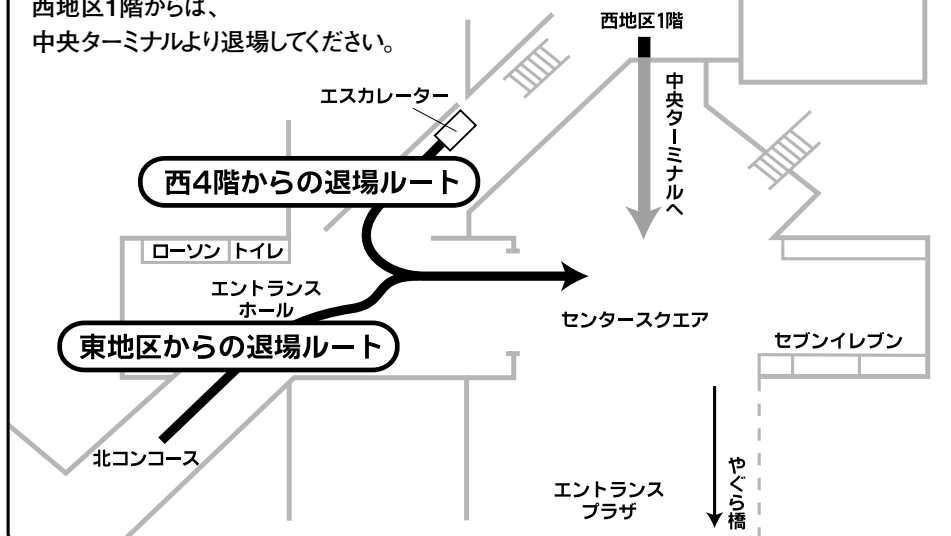 西地区1階からは、
中央ターミナルより退場してください。
西地区1階
中央ターミナルへ
エスカレーター
西4階からの退場ルート
ローソン
トイレ
エントランス
ホール
センタースクエア
東地区からの退場ルート
セブンイレブン
北コンコース
エントランス
プラザ
やぐら橋